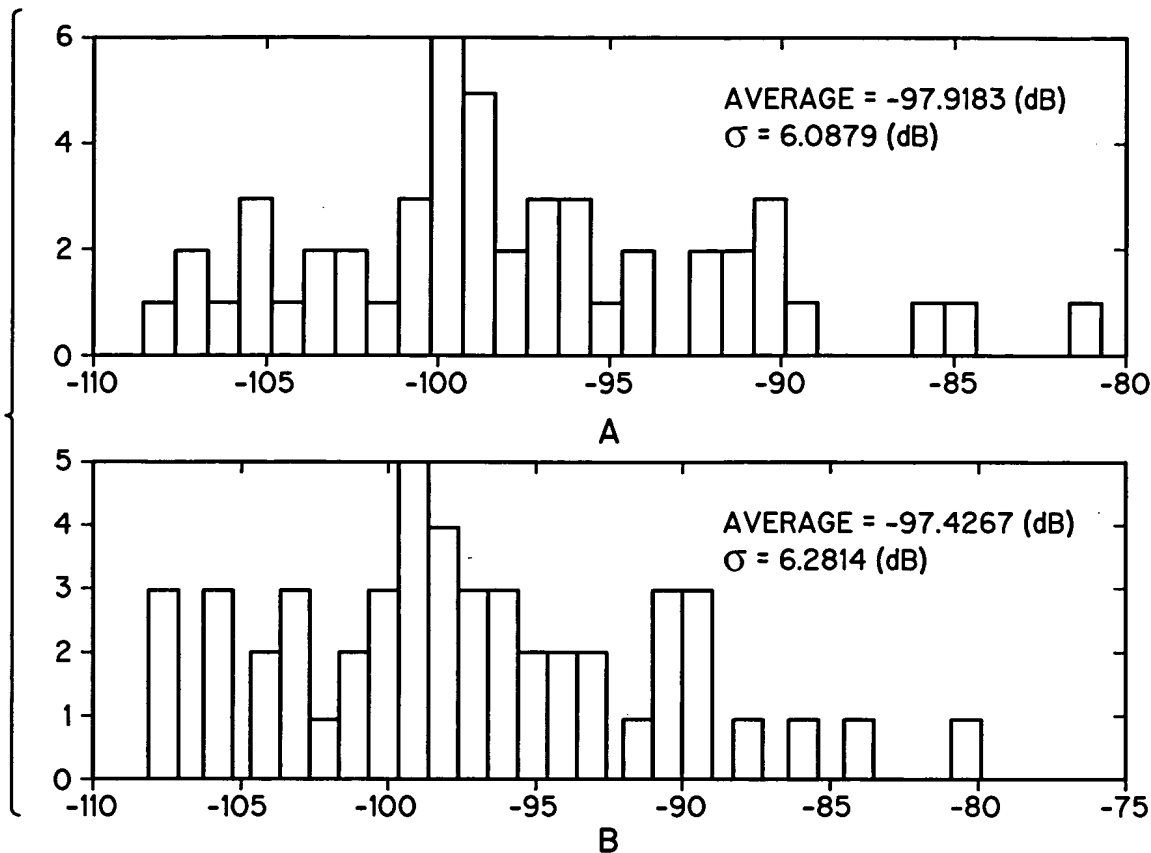 6
4
2
0
AVERAGE = -97.9183 (dB)
σ = 6.0879 (dB)
-110 -105 -100 -95 -90 -85 -80
A
5
4
3
2
1
0
AVERAGE = -97.4267 (dB)
σ = 6.2814 (dB)
-110 -105 -100 -95 -90 -85 -80 -75
B